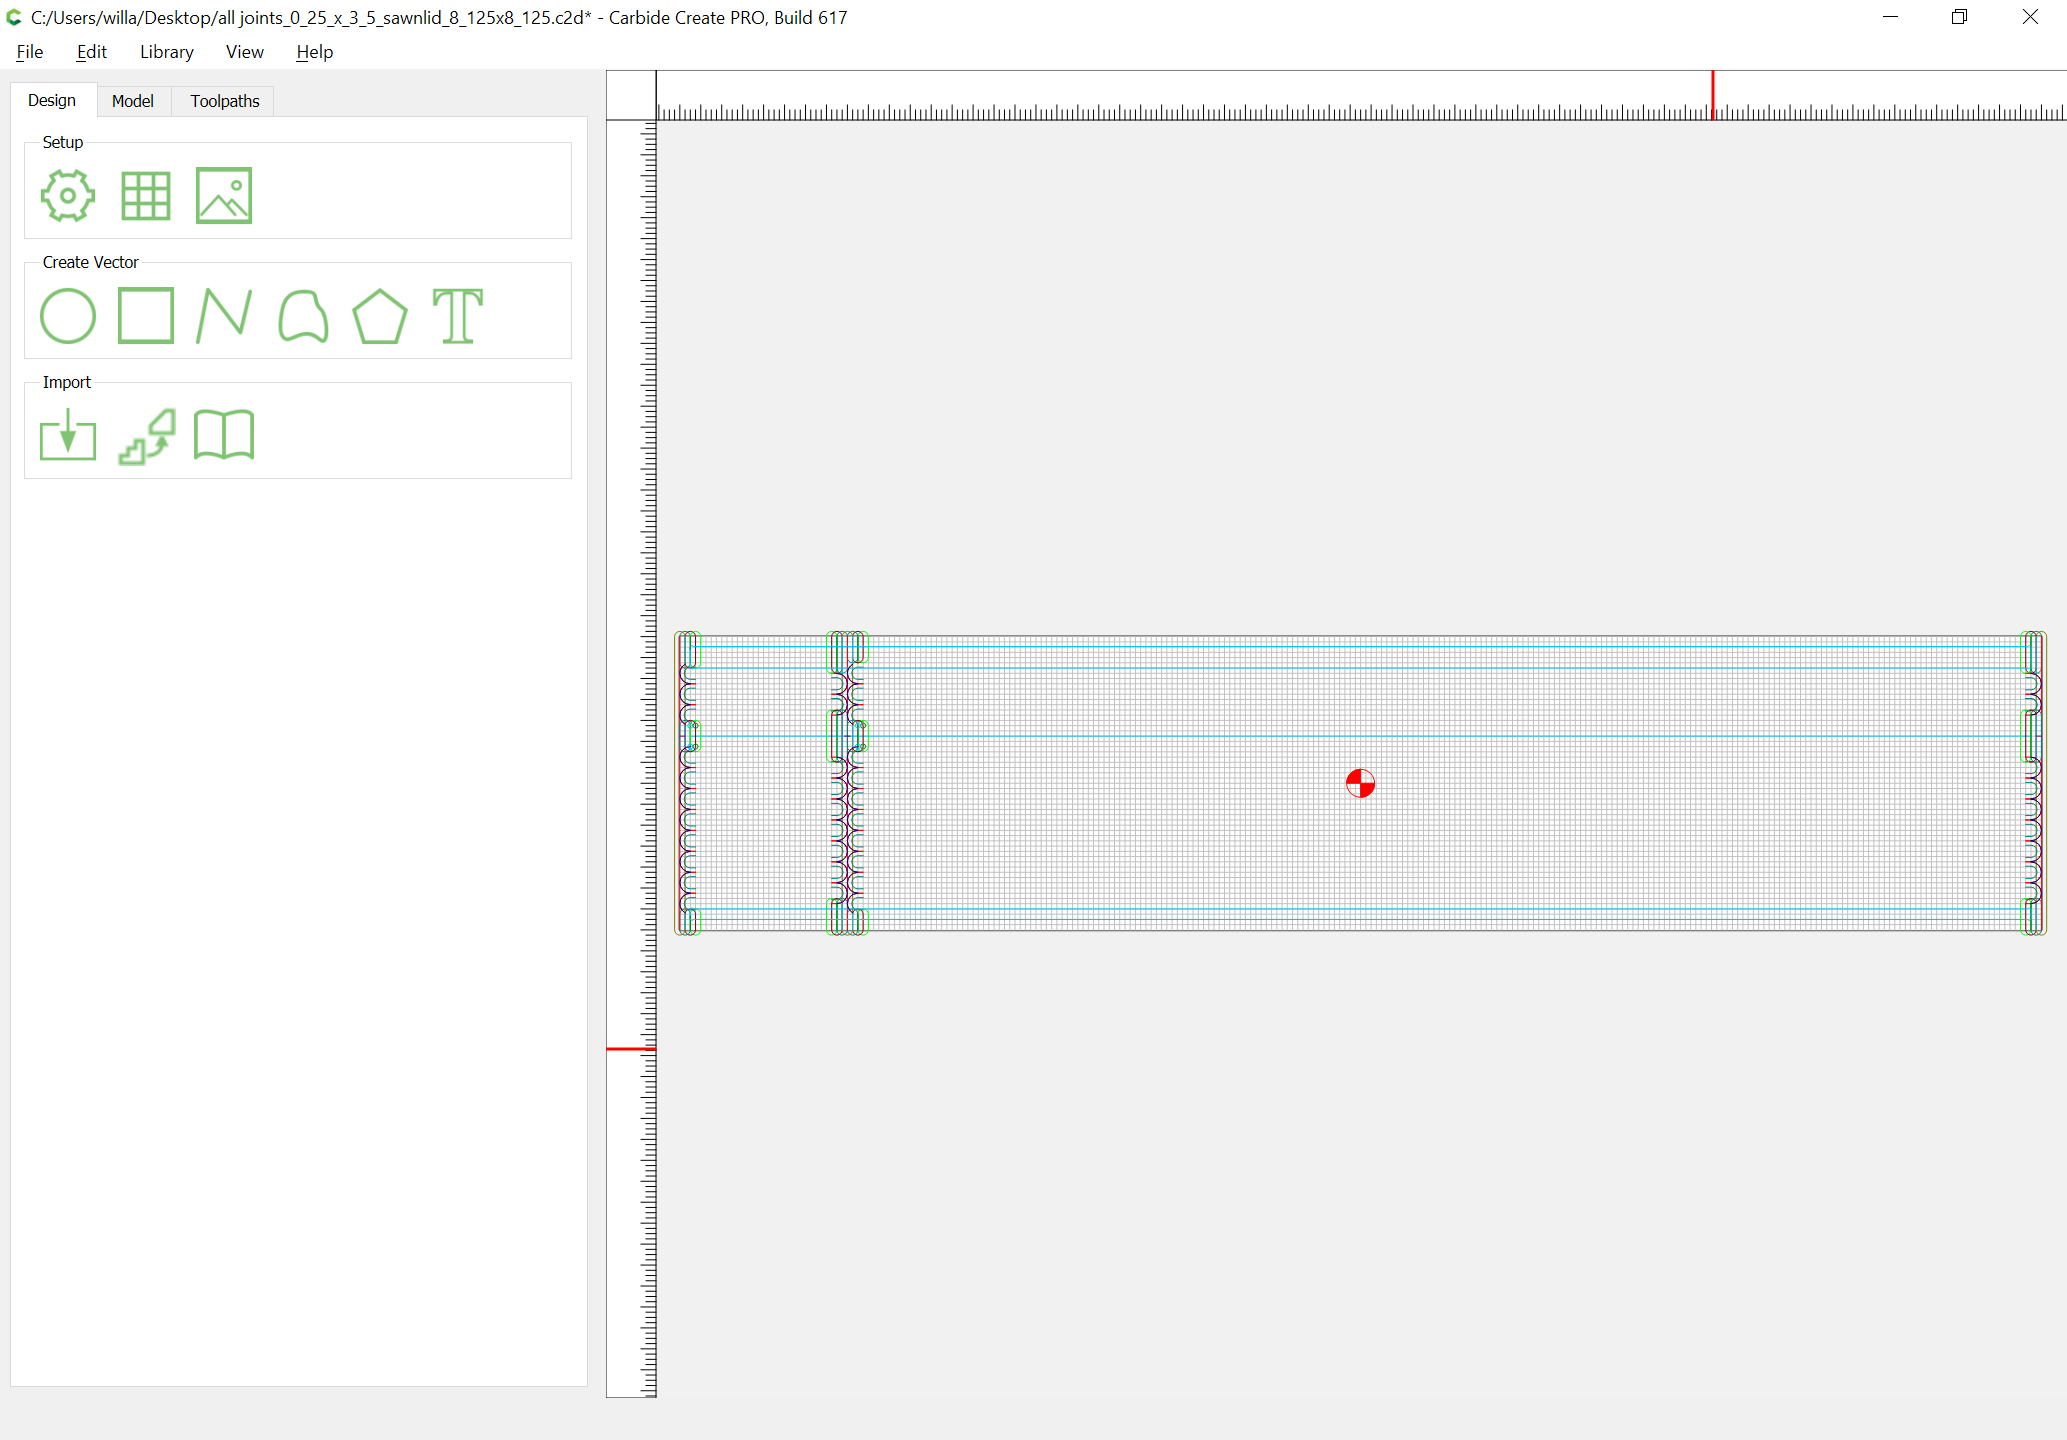 C:/Users/willa/Desktop/all joints_0_25_x_3_5_sawnlid_8_125x8_125.c2d* - Carbide Create PRO, Build 617
File Edit Library View Help
Design Model Toolpaths
Setup
Create Vector
T
Import